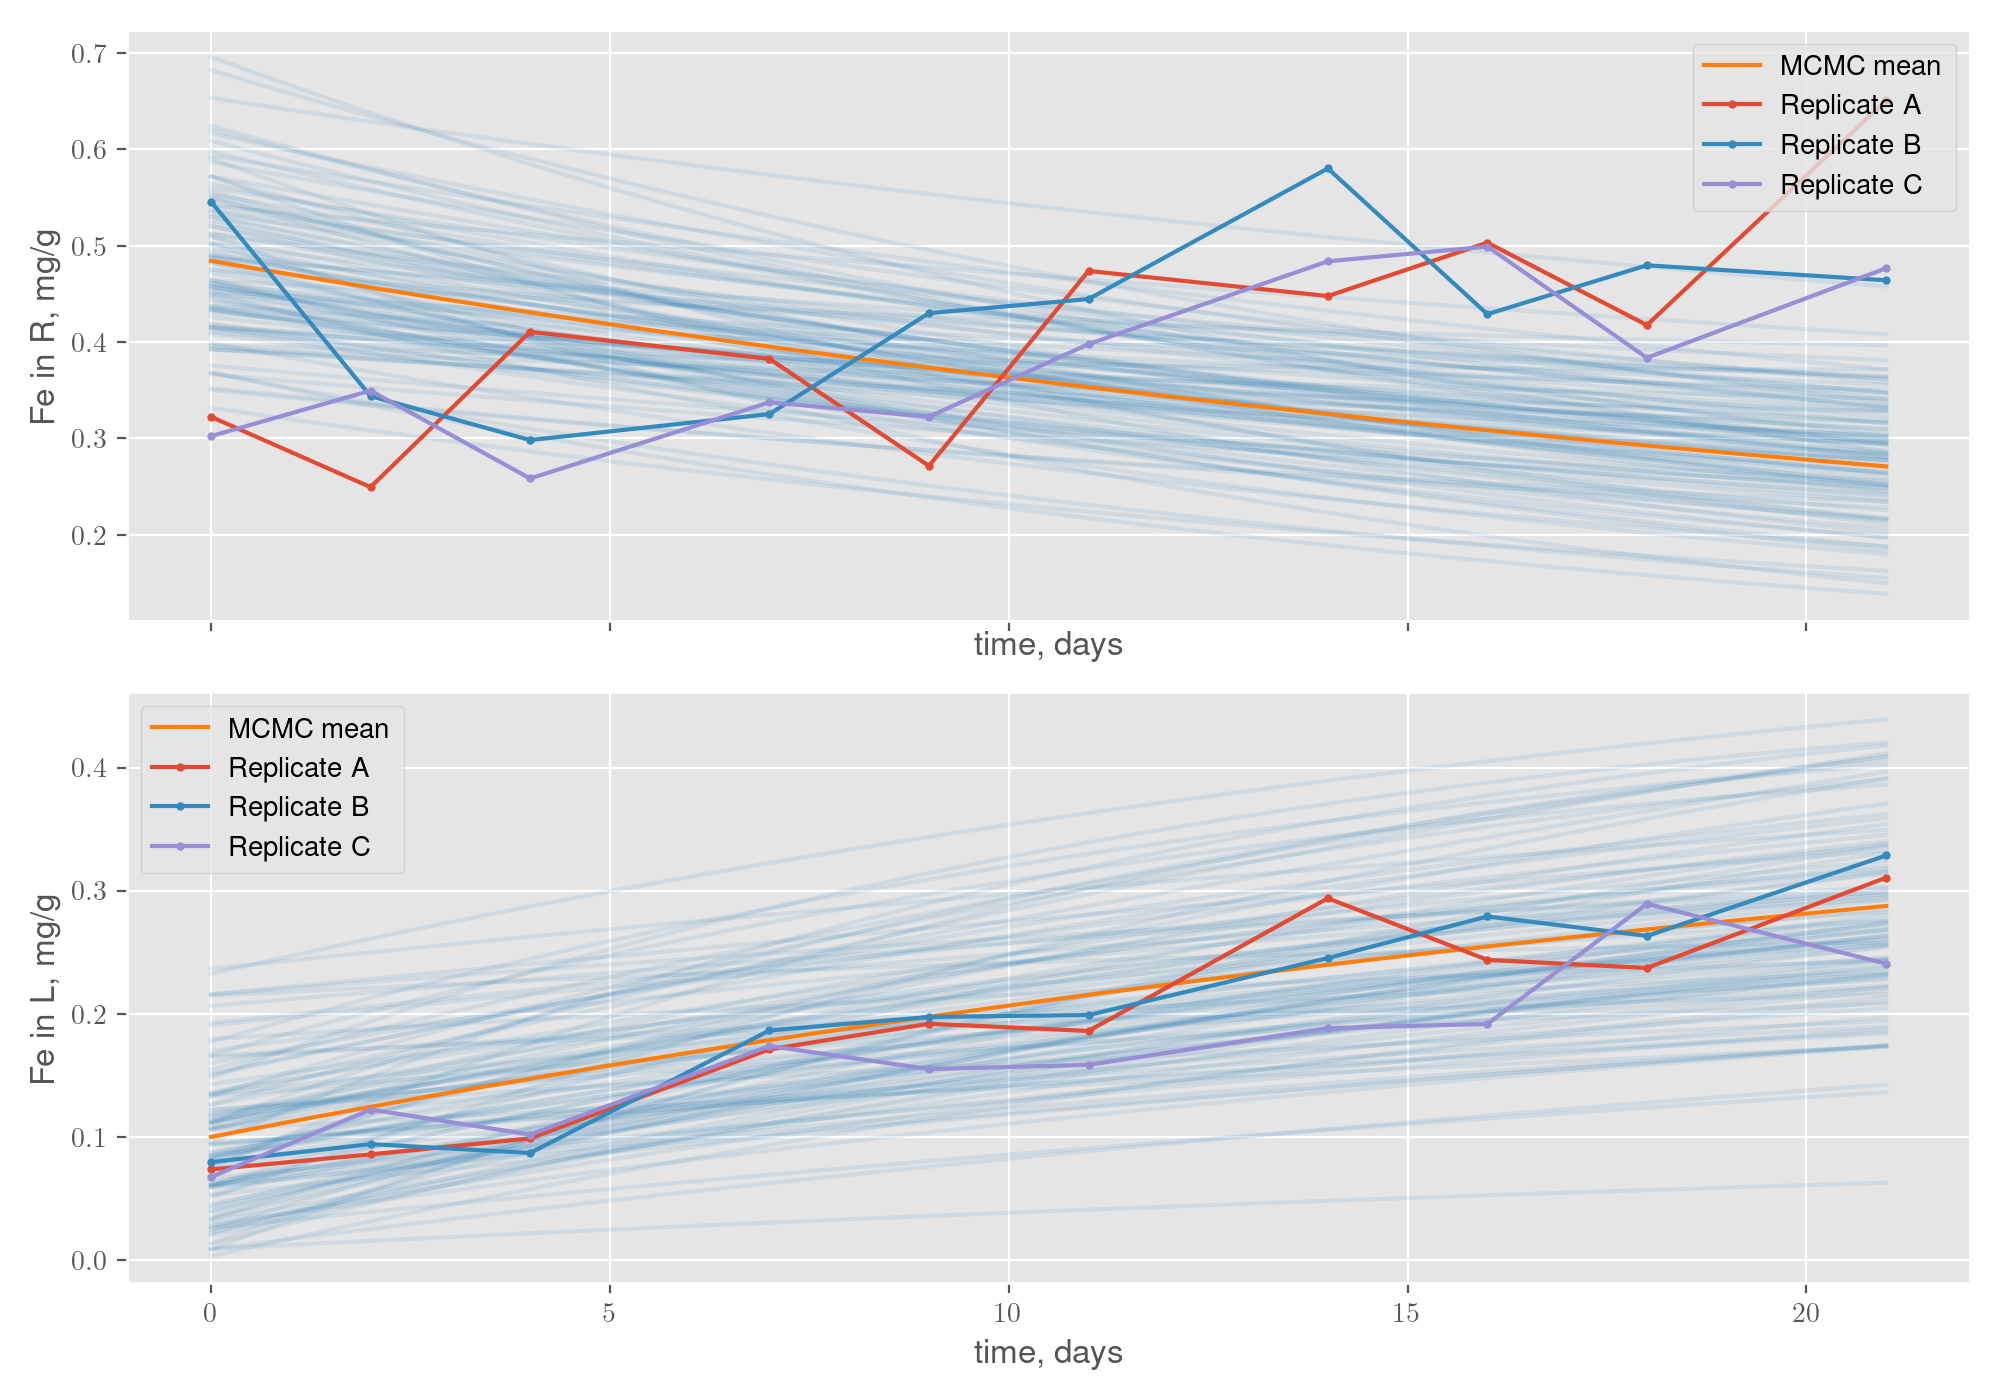 0.7
0.6
0.5
0.4
0.3
0.2
Fe in R, mg/g
MCMC mean
Replicate A
Replicate B
Replicate C
time, days
0.4
0.3
0.2
0.1
0.0
Fe in L, mg/g
MCMC mean
Replicate A
Replicate B
Replicate C
0 5 10 15 20
time, days